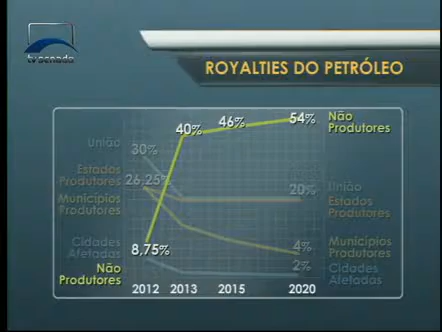 tv senado
ROYALTIES DO PETRÓLEO
União
30%
Estados
Produtores
26,25%
Municípios
Produtores
Cidades
Afetadas
8,75%
Não
Produtores
40%
46%
54%
Não
Produtores
20%
União
Estados
Produtores
4%
Municípios
Produtores
2%
Cidades
Afetadas
2012
2013
2015
2020